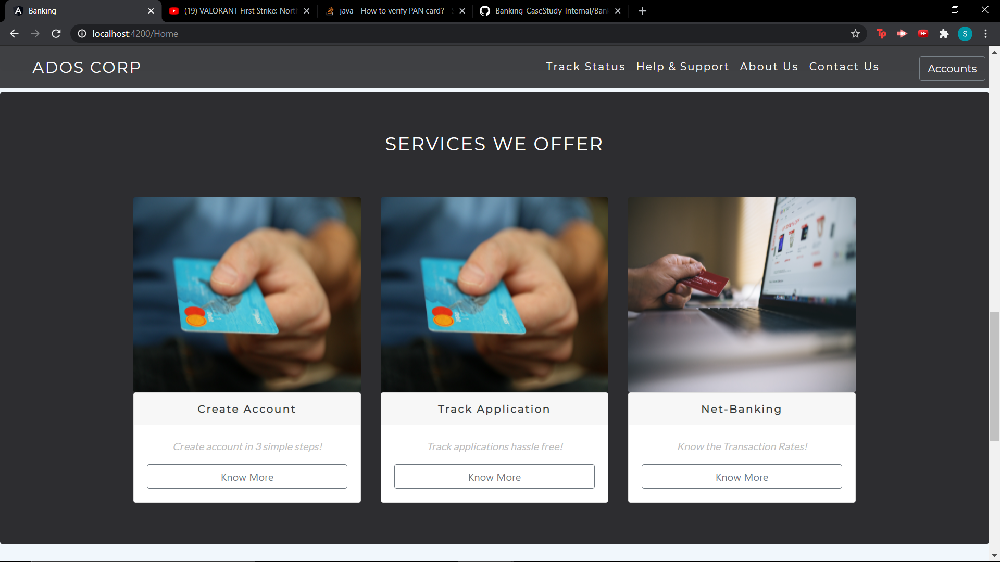 Banking
(19) VALORANT First Strike: Nort
java - How to verify PAN card? - S
Banking-CaseStudy-Internal/Bank
localhost:4200/Home
Tp
S
ADOS CORP
Track Status
Help & Support
About Us
Contact Us
Accounts
SERVICES WE OFFER
debit
Create Account
Track Application
Net-Banking
Create account in 3 simple steps!
Track applications hassle free!
Know the Transaction Rates!
Know More
Know More
Know More